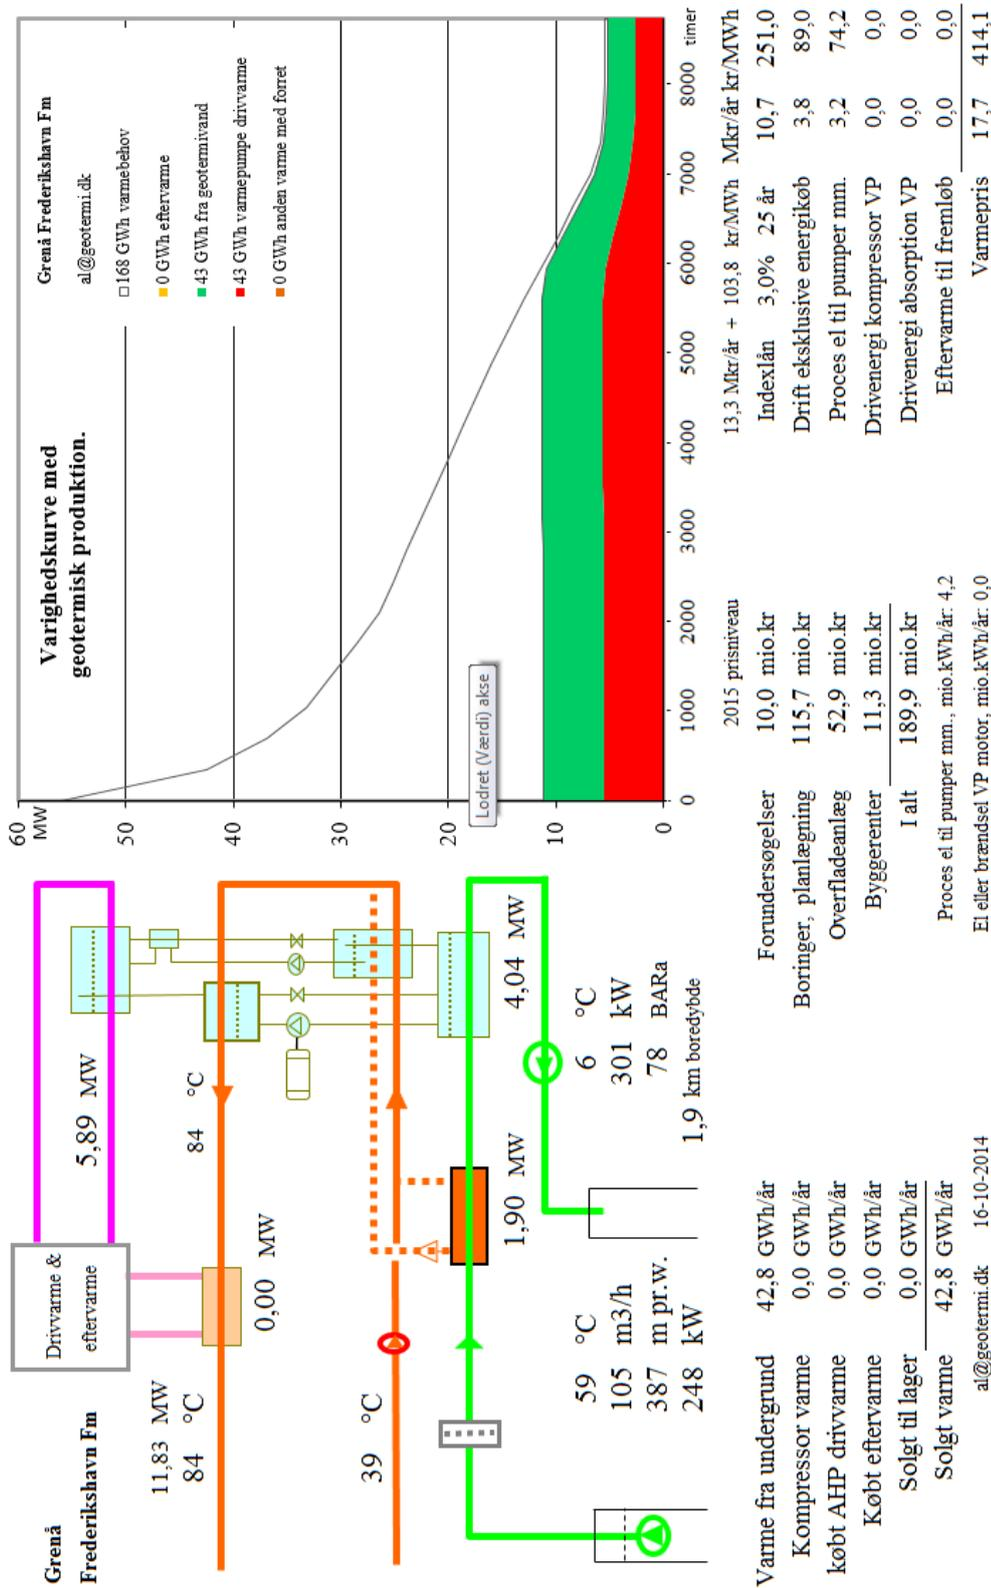 Grenå
Frederikshavn Fm
Drivvarme &
eftervarme
5,89 MW
11,83 MW
84 °C
0,00 MW
84 °C
39 °C
1,90 MW
4,04 MW
59 °C
105 m3/h
387 m pr.w.
248 kW
6 °C
301 kW
78 BARa
1,9 km boredybde
Varighedskurve med
geotermisk produktion.
Grenå Frederikshavn Fm
al@geotermi.dk
168 GWh varmebehov
0 GWh eftervarme
43 GWh fra geotermivand
43 GWh varmepumpe drivvarme
0 GWh anden varme med forret
60
MW
50
40
30
20
10
0
Lodret (Værdi) akse
0 1000 2000 3000 4000 5000 6000 7000 8000 timer
Varme fra undergrund 42,8 GWh/år
Kompressor varme 0,0 GWh/år
købt AHP drivvarme 0,0 GWh/år
Købt eftervarme 0,0 GWh/år
Solgt til lager 0,0 GWh/år
Solgt varme 42,8 GWh/år
al@geotermi.dk 16-10-2014
2015 prisniveau
Forundersøgelser 10,0 mio.kr
Boringer, planlægning 115,7 mio.kr
Overfladeanlæg 52,9 mio.kr
Byggerenter 11,3 mio.kr
I alt 189,9 mio.kr
Proces el til pumper mm., mio.kWh/år: 4,2
El eller brændsel VP motor, mio.kWh/år: 0,0
13,3 Mkr/år + 103,8 kr/MWh Mkr/år kr/MWh
Indexlån 3,0% 25 år 10,7 251,0
Drift eksklusive energikøb 3,8 89,0
Proces el til pumper mm. 3,2 74,2
Drivenergi kompressor VP 0,0 0,0
Drivenergi absorption VP 0,0 0,0
Eftervarme til fremløb 0,0 0,0
Varmepris 17,7 414,1